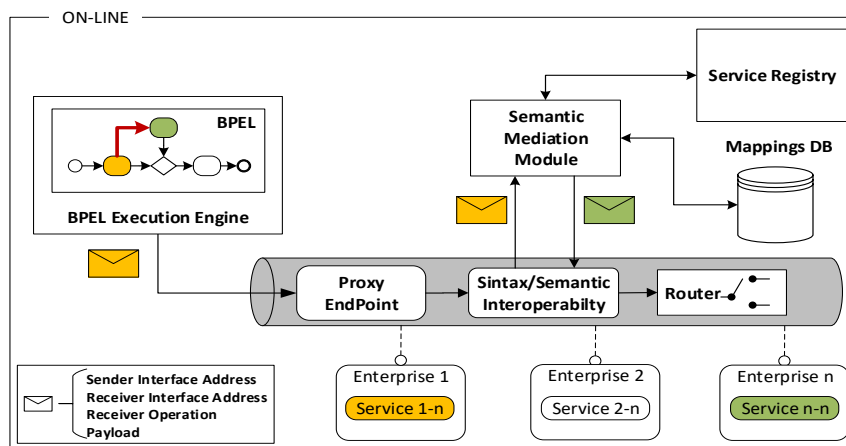 ON-LINE
Service Registry
BPEL
Semantic
Mediation
Module
Mappings DB
BPEL Execution Engine
Proxy
EndPoint
Sintax/Semantic
Interoperabilty
Router
Sender Interface Address
Receiver Interface Address
Receiver Operation
Payload
Enterprise 1
Service 1-n
Enterprise 2
Service 2-n
Enterprise n
Service n-n